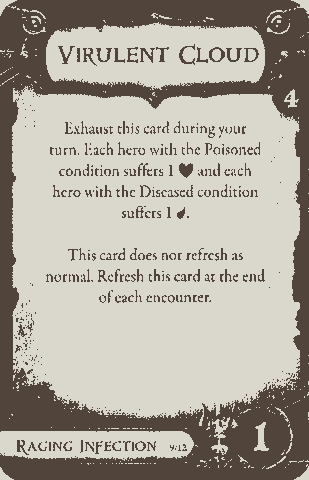 Virulent Cloud
4
Exhaust this card during your
turn. Each hero with the Poisoned
condition suffers 1 ♥ and each
hero with the Diseased condition
suffers 1 .
This card does not refresh as
normal. Refresh this card at the end
of each encounter.
Raging Infection 9/12
1